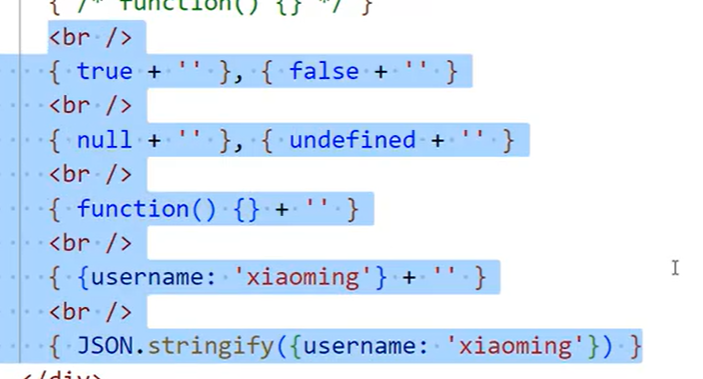 { /* function() {} */ }
<br />
{ true + '' }, { false + '' }
<br />
{ null + '' }, { undefined + '' }
<br />
{ function() {} + '' }
<br />
{ {username: 'xiaoming'} + '' }
<br />
{ JSON.stringify({username: 'xiaoming'}) }
</div>